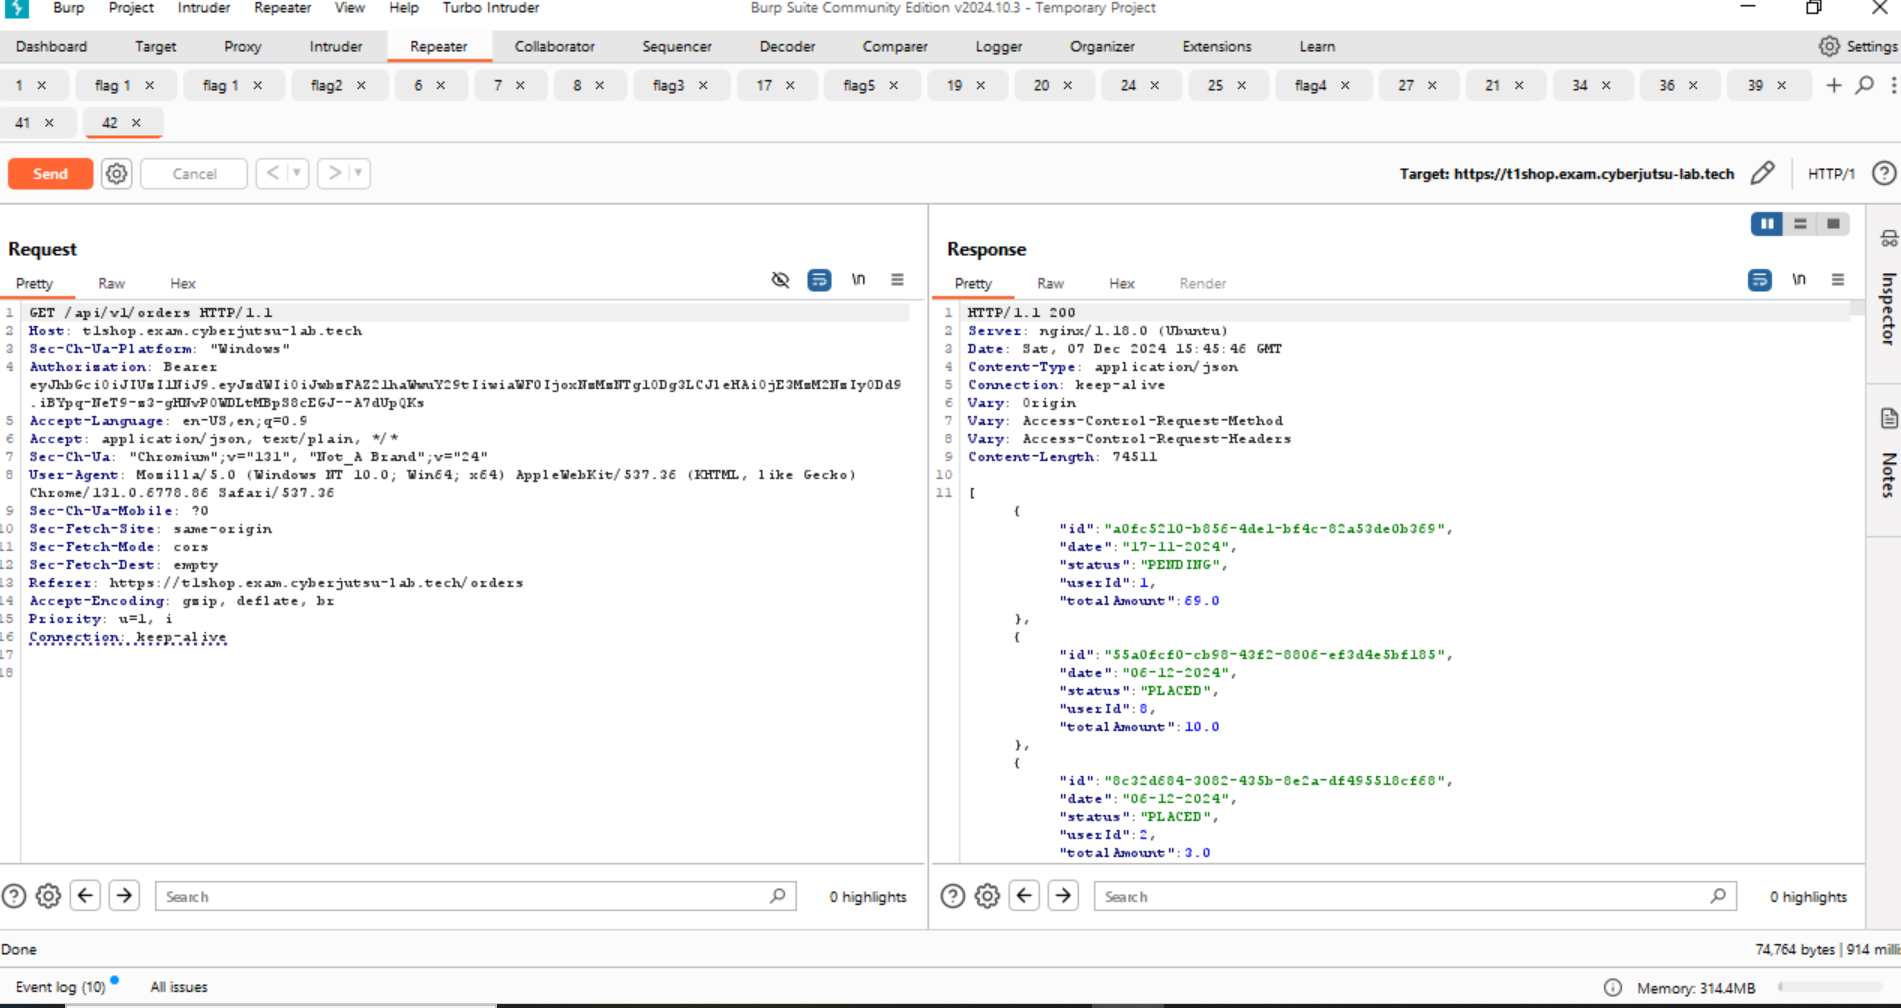 Burp Project Intruder Repeater View Help Turbo Intruder Burp Suite Community Edition v2024.10.3 - Temporary Project
Dashboard Target Proxy Intruder Repeater Collaborator Sequencer Decoder Comparer Logger Organizer Extensions Learn Settings
1 × flag 1 × flag 1 × flag2 × 6 × 7 × 8 × flag3 × 17 × flag5 × 19 × 20 × 24 × 25 × flag4 × 27 × 21 × 34 × 36 × 39 ×
41 × 42 ×
Send Cancel < > Target: https://t1shop.exam.cyberjutsu-lab.tech HTTP/1
Request
Pretty Raw Hex \n
1 GET /api/v1/orders HTTP/1.1
2 Host: t1shop.exam.cyberjutsu-lab.tech
3 Sec-Ch-Ua-Platform: "Windows"
4 Authorization: Bearer
5 Accept-Language: en-US,en;q=0.9
6 Accept: application/json, text/plain, */*
7 Sec-Ch-Ua: "Chromium";v="131", "Not_A Brand";v="24"
8 User-Agent: Mozilla/5.0 (Windows NT 10.0; Win64; x64) AppleWebKit/537.36 (KHTML, like Gecko)
Chrome/131.0.6778.86 Safari/537.36
9 Sec-Ch-Ua-Mobile: ?0
10 Sec-Fetch-Site: same-origin
11 Sec-Fetch-Mode: cors
12 Sec-Fetch-Dest: empty
13 Referer: https://t1shop.exam.cyberjutsu-lab.tech/orders
14 Accept-Encoding: gzip, deflate, br
15 Priority: u=1, i
16 Connection: keep-alive
17
18
Response
Pretty Raw Hex Render \n
1 HTTP/1.1 200
2 Server: nginx/1.18.0 (Ubuntu)
3 Date: Sat, 07 Dec 2024 15:45:46 GMT
4 Content-Type: application/json
5 Connection: keep-alive
6 Vary: Origin
7 Vary: Access-Control-Request-Method
8 Vary: Access-Control-Request-Headers
9 Content-Length: 74511
10
11 [
{
"id":"a0fc5210-b856-4de1-bf4c-82a53de0b369",
"date":"17-11-2024",
"status":"PENDING",
"userId":1,
"totalAmount":69.0
},
{
"id":"55a0fcf0-cb98-43f2-8806-ef3d4e5bf185",
"date":"06-12-2024",
"status":"PLACED",
"userId":8,
"totalAmount":10.0
},
{
"id":"8c32d684-3082-435b-8e2a-df495518cf68",
"date":"06-12-2024",
"status":"PLACED",
"userId":2,
"totalAmount":3.0
Inspector
Notes
Search 0 highlights
Search 0 highlights
Done 74,764 bytes | 914 milli
Event log (10) All issues Memory: 314.4MB